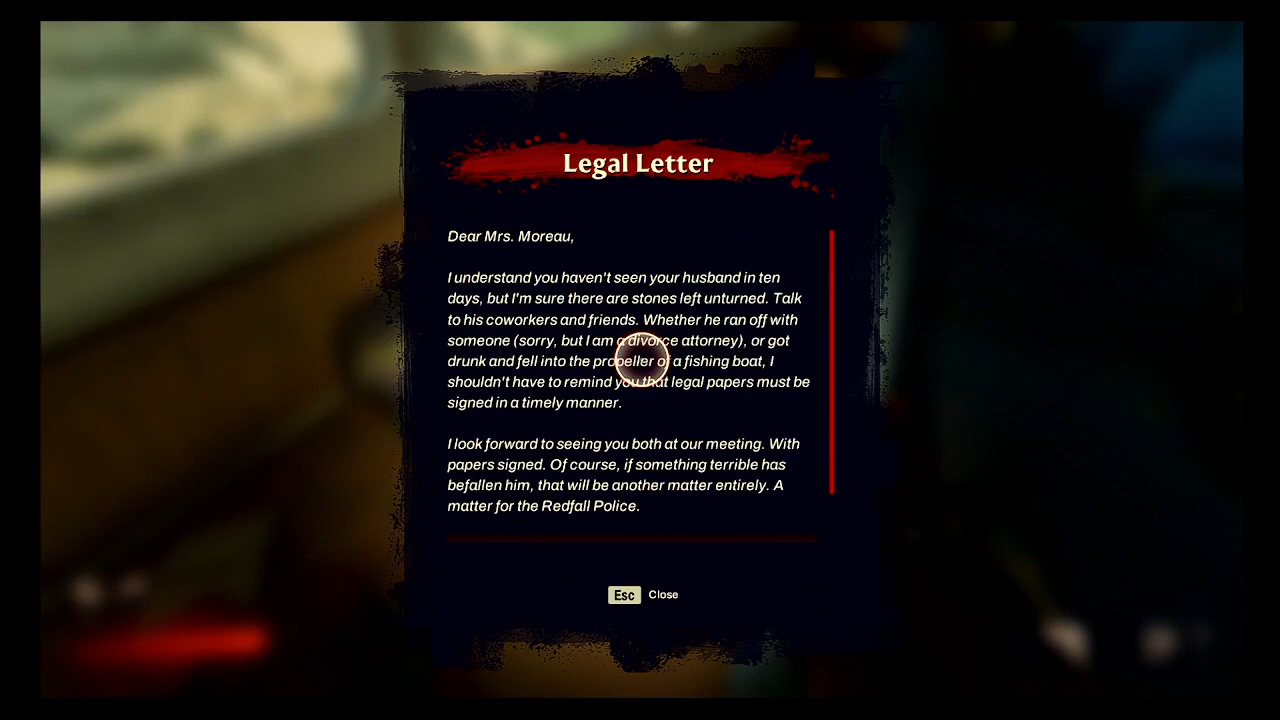 Legal Letter
Dear Mrs. Moreau,
I understand you haven't seen your husband in ten
days, but I'm sure there are stones left unturned. Talk
to his coworkers and friends. Whether he ran off with
someone (sorry, but I am a divorce attorney), or got
drunk and fell into the propeller of a fishing boat, I
shouldn't have to remind you that legal papers must be
signed in a timely manner.
I look forward to seeing you both at our meeting. With
papers signed. Of course, if something terrible has
befallen him, that will be another matter entirely. A
matter for the Redfall Police.
Esc Close